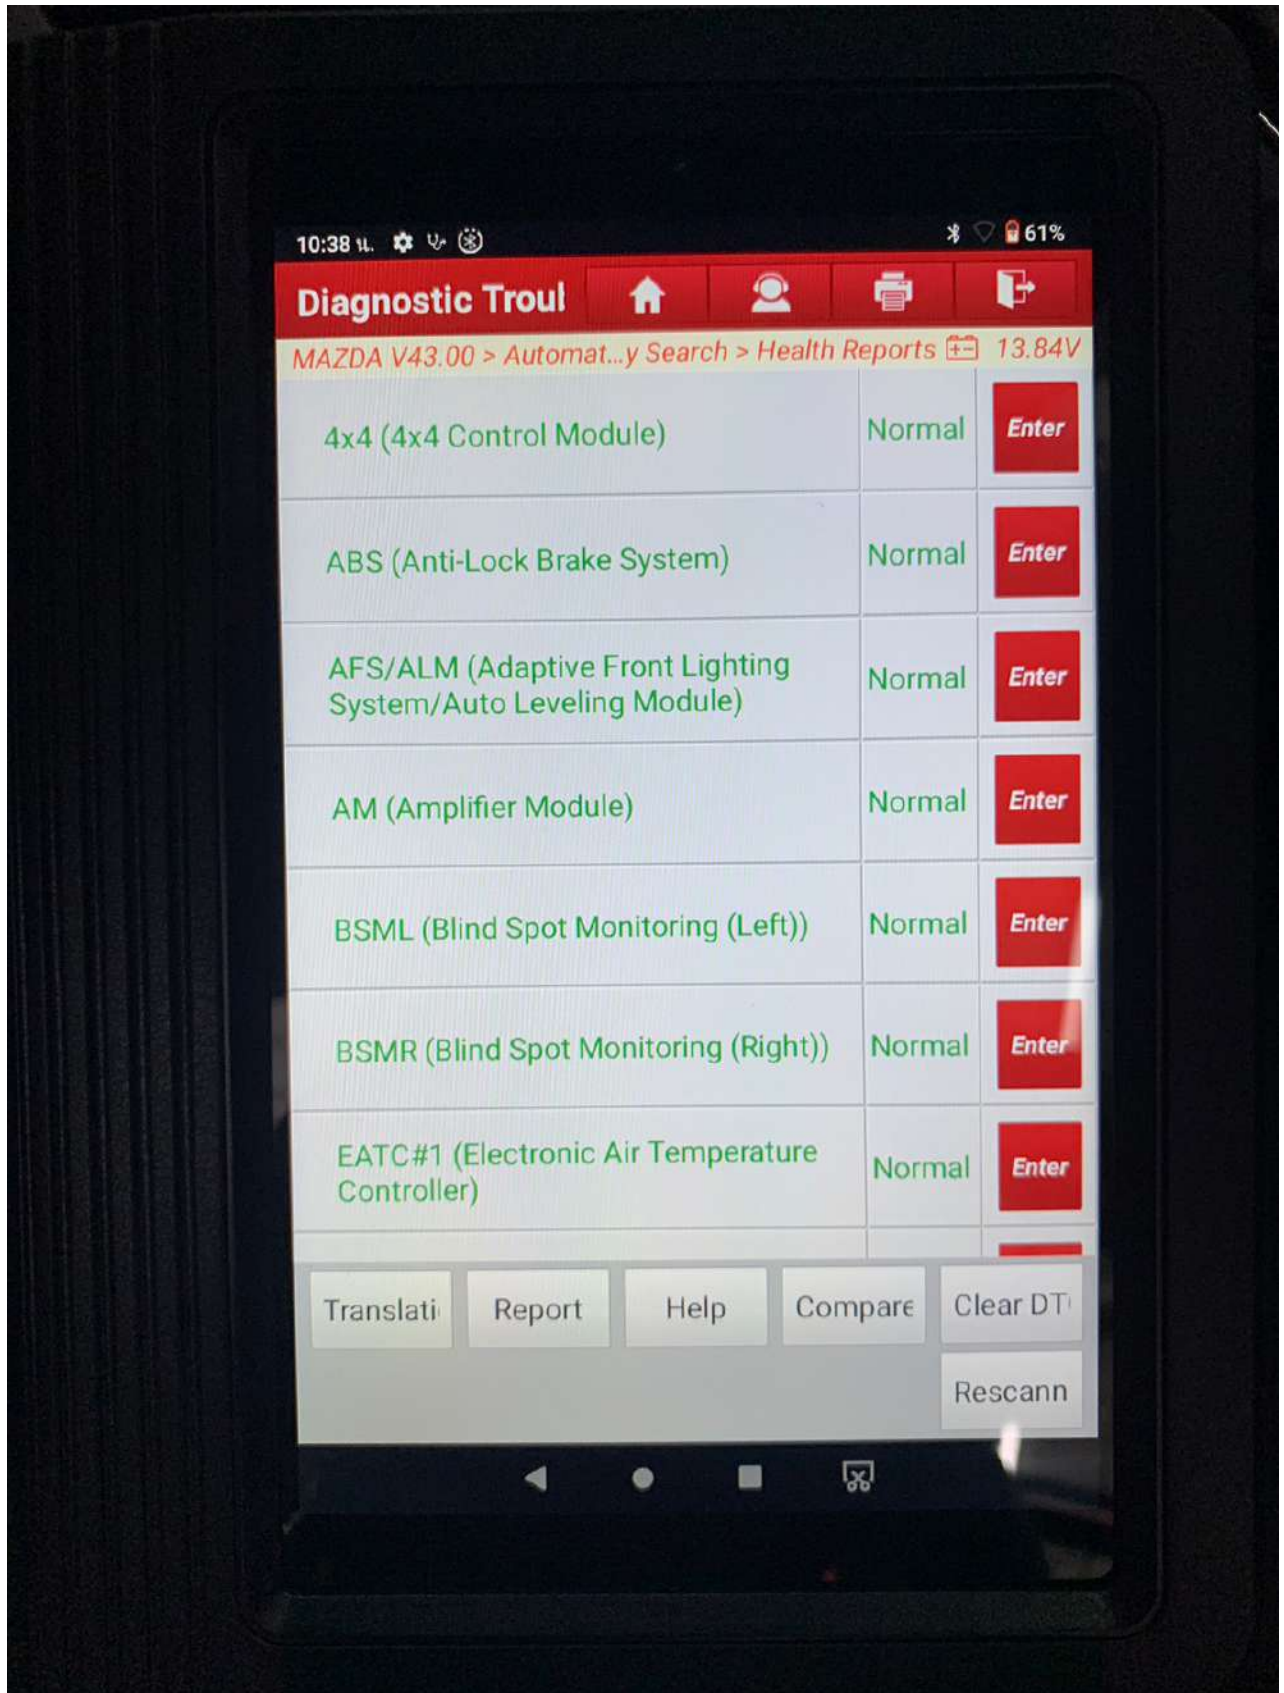 10:38 น.
61%
Diagnostic Troul
MAZDA V43.00 > Automat...y Search > Health Reports 13.84V
4x4 (4x4 Control Module) Normal Enter
ABS (Anti-Lock Brake System) Normal Enter
AFS/ALM (Adaptive Front Lighting
System/Auto Leveling Module) Normal Enter
AM (Amplifier Module) Normal Enter
BSML (Blind Spot Monitoring (Left)) Normal Enter
BSMR (Blind Spot Monitoring (Right)) Normal Enter
EATC#1 (Electronic Air Temperature
Controller) Normal Enter
Translati Report Help Compare Clear DT
Rescann